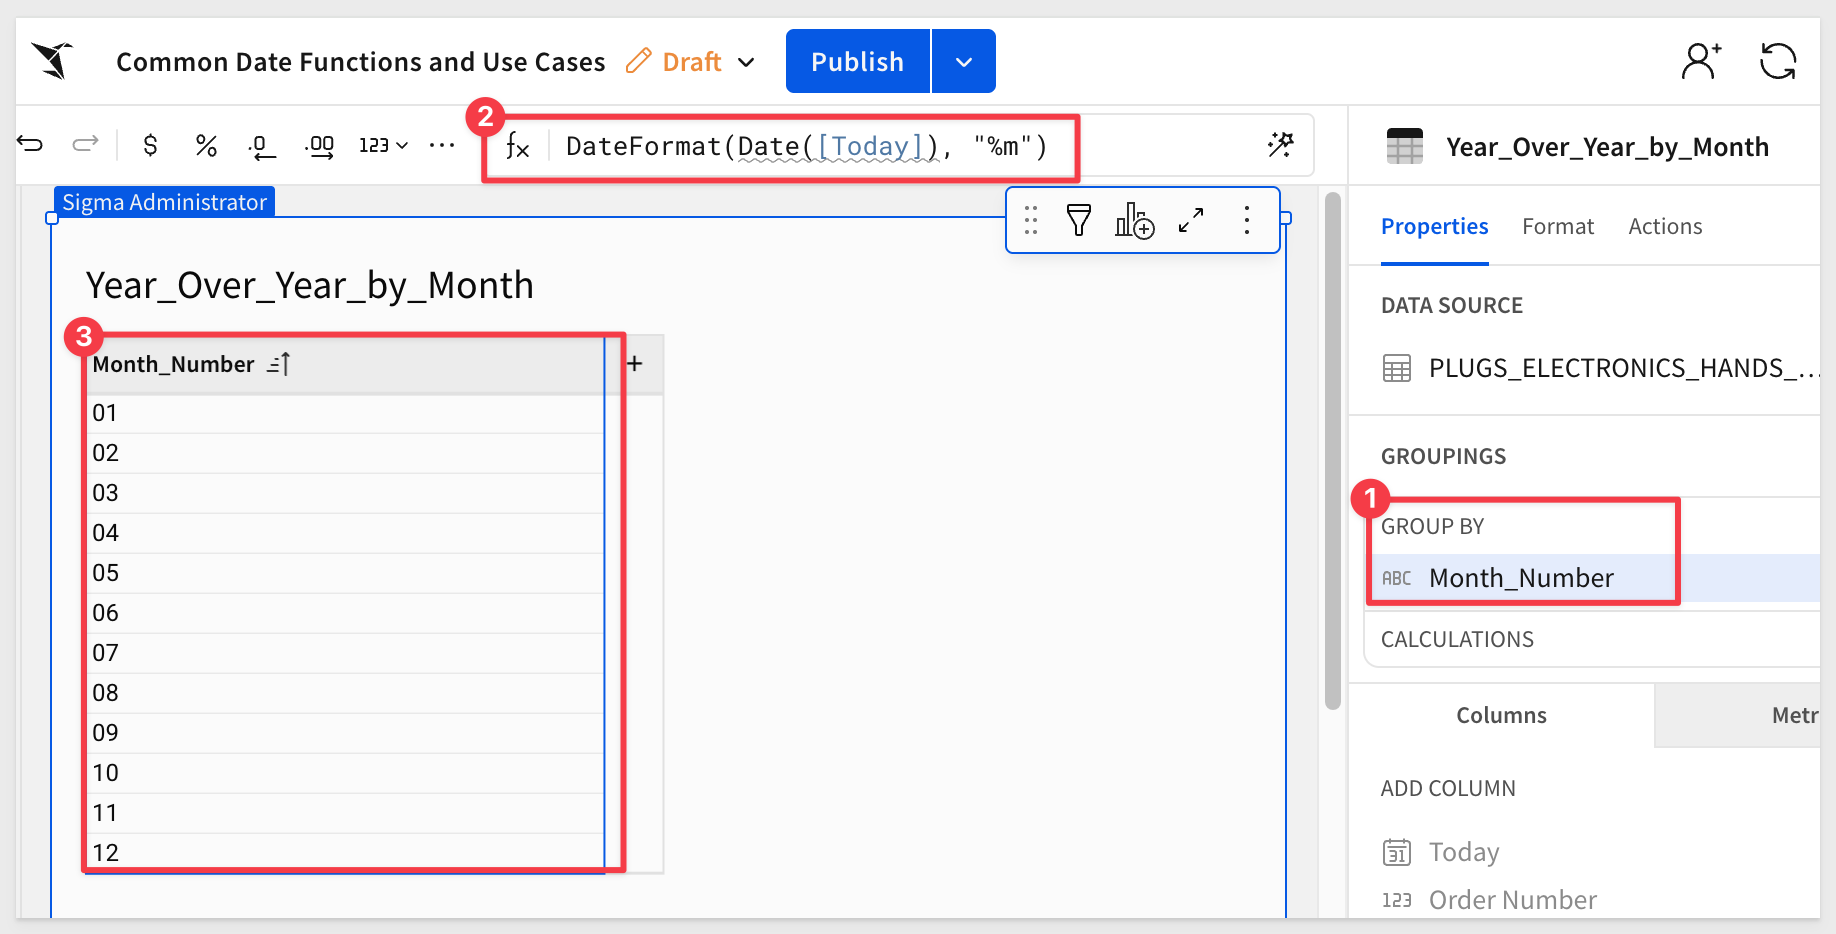 Common Date Functions and Use Cases Draft Publish
$ % .0 .00 123 ... 2 fx DateFormat(Date([Today]), "%m")
Year_Over_Year_by_Month
Sigma Administrator
Properties Format Actions
Year_Over_Year_by_Month
DATA SOURCE
PLUGS_ELECTRONICS_HANDS_...
3
Month_Number +
01
02
03
04
05
06
07
08
09
10
11
12
GROUPINGS
1
GROUP BY
ABC Month_Number
CALCULATIONS
Columns Metr
ADD COLUMN
31 Today
123 Order Number